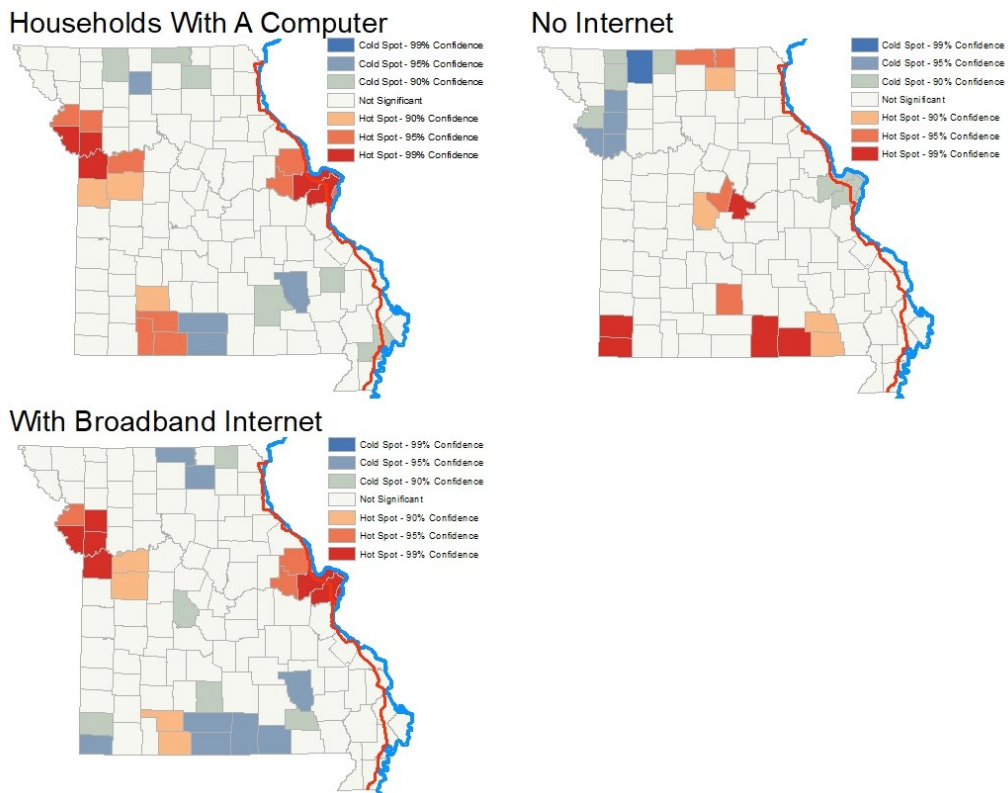 Households With A Computer
Cold Spot - 99% Confidence
Cold Spot - 95% Confidence
Cold Spot - 90% Confidence
Not Significant
Hot Spot - 90% Confidence
Hot Spot - 95% Confidence
Hot Spot - 99% Confidence
No Internet
Cold Spot - 99% Confidence
Cold Spot - 95% Confidence
Cold Spot - 90% Confidence
Not Significant
Hot Spot - 90% Confidence
Hot Spot - 95% Confidence
Hot Spot - 99% Confidence
With Broadband Internet
Cold Spot - 99% Confidence
Cold Spot - 95% Confidence
Cold Spot - 90% Confidence
Not Significant
Hot Spot - 90% Confidence
Hot Spot - 95% Confidence
Hot Spot - 99% Confidence